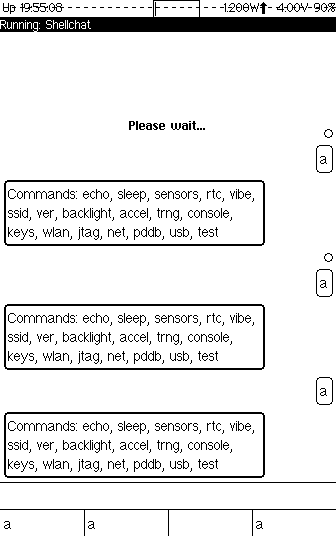 Up 19:55:08 1.200W 4.00V 90%
Running: Shellchat
Please wait...
a
Commands: echo, sleep, sensors, rtc, vibe,
ssid, ver, backlight, accel, trng, console,
keys, wlan, jtag, net, pddb, usb, test
a
Commands: echo, sleep, sensors, rtc, vibe,
ssid, ver, backlight, accel, trng, console,
keys, wlan, jtag, net, pddb, usb, test
a
Commands: echo, sleep, sensors, rtc, vibe,
ssid, ver, backlight, accel, trng, console,
keys, wlan, jtag, net, pddb, usb, test
a a a